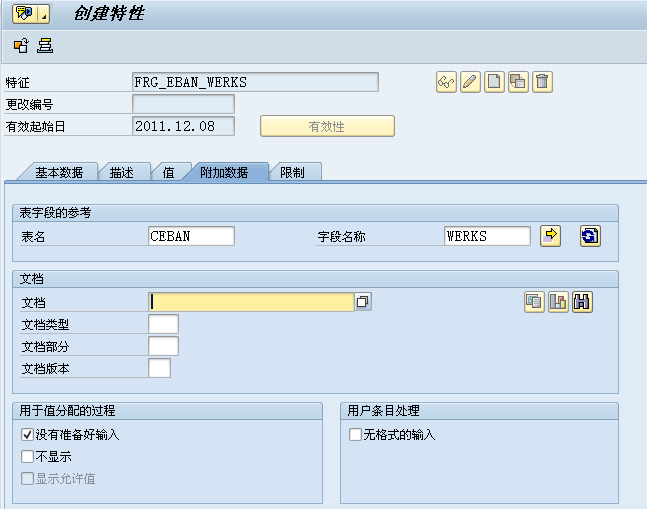 创建特性
特征 FRG_EBAN_WERKS
更改编号
有效起始日 2011.12.08 有效性
基本数据 描述 值 附加数据 限制
表字段的参考
表名 CEBAN 字段名称 WERKS
文档
文档
文档类型
文档部分
文档版本
用于值分配的过程 用户条目处理
没有准备好输入 无格式的输入
不显示
显示允许值